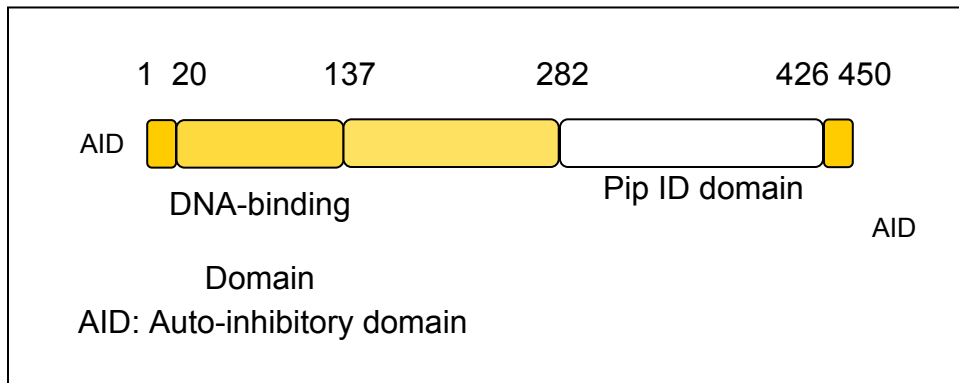 1 20 137 282 426 450
AID
Pip ID domain
DNA-binding
AID
Domain
AID: Auto-inhibitory domain